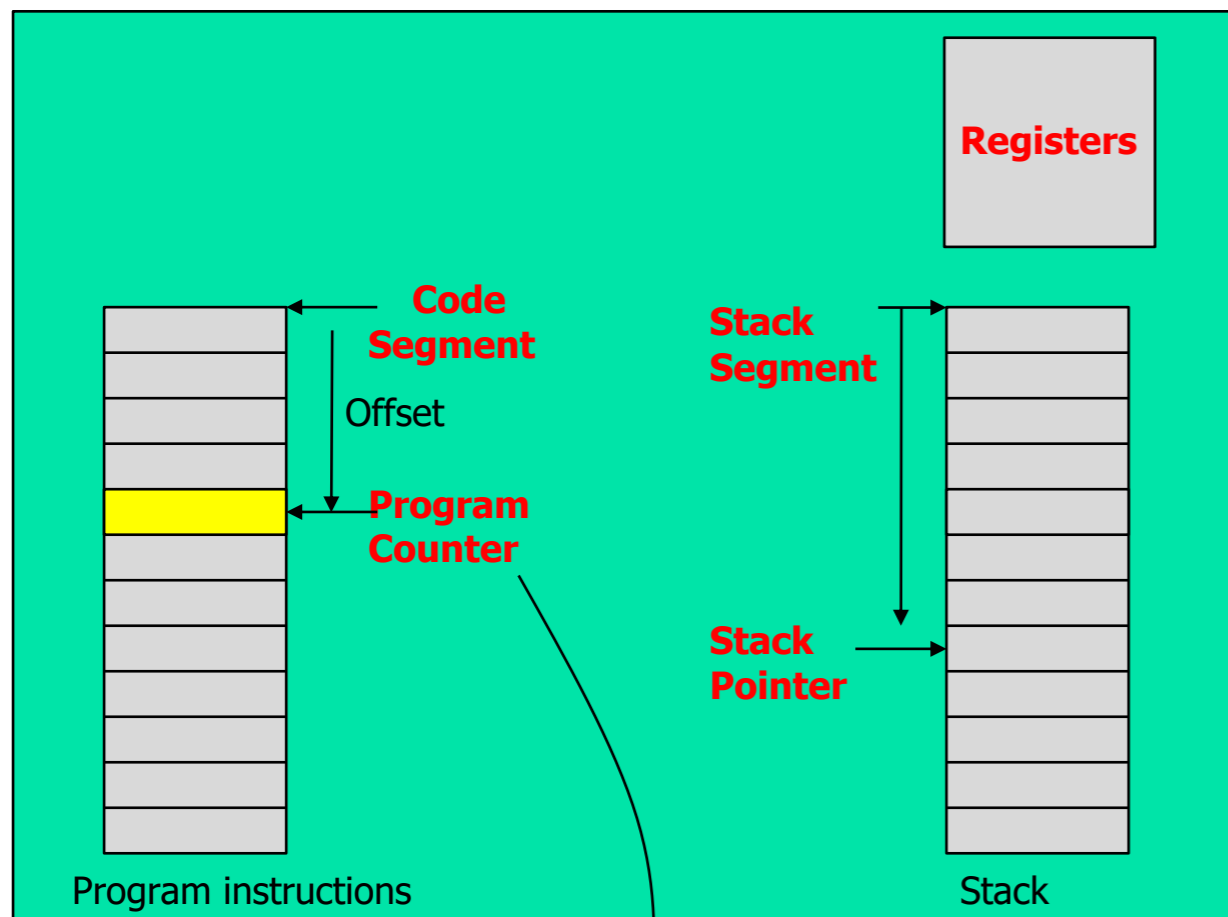 Registers
Code
Segment
Offset
Program
Counter
Stack
Segment
Stack
Pointer
Program instructions
Stack